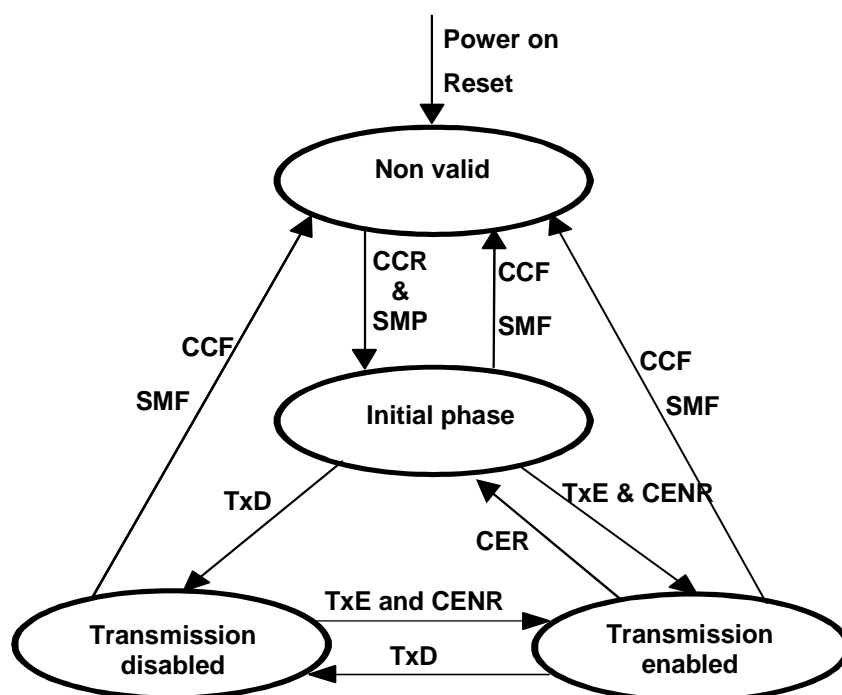 Power on
Reset
Non valid
CCR
&
SMP
CCF
SMF
CCF
SMF
CCF
SMF
Initial phase
TxD
TxE & CENR
CER
TxE and CENR
Transmission
disabled
Transmission
enabled
TxD